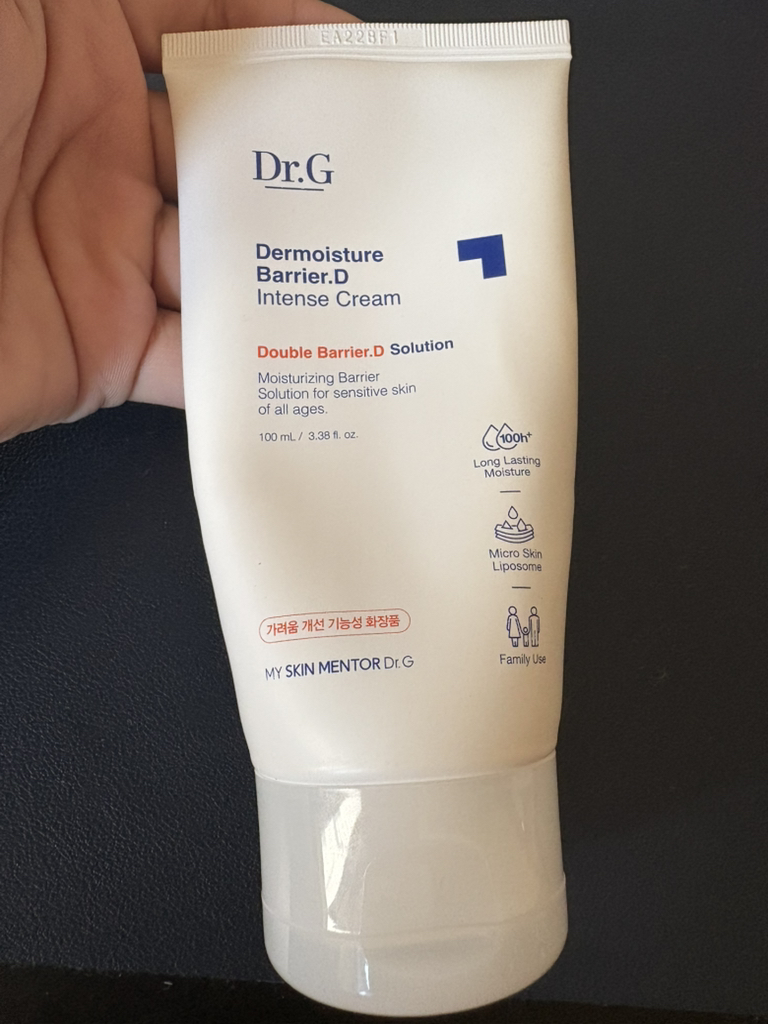 EA228F1
Dr.G
Dermoisture
Barrier.D
Intense Cream
Double Barrier.D Solution
Moisturizing Barrier
Solution for sensitive skin
of all ages.
100 mL / 3.38 fl. oz.
100h+
Long Lasting
Moisture
Micro Skin
Liposome
Family Use
가려움 개선 기능성 화장품
MY SKIN MENTOR Dr.G